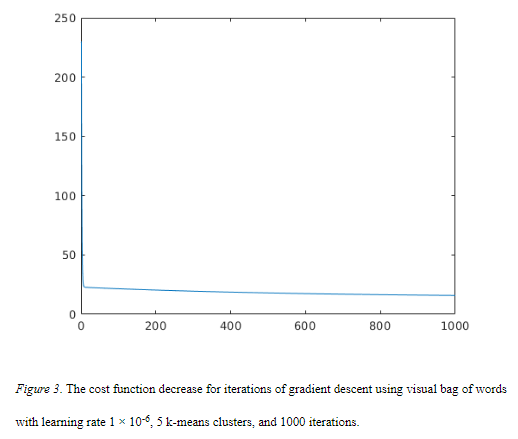 250
200
150
100
50
0
0 200 400 600 800 1000
Figure 3. The cost function decrease for iterations of gradient descent using visual bag of words
with learning rate 1 × 10⁻⁶, 5 k-means clusters, and 1000 iterations.